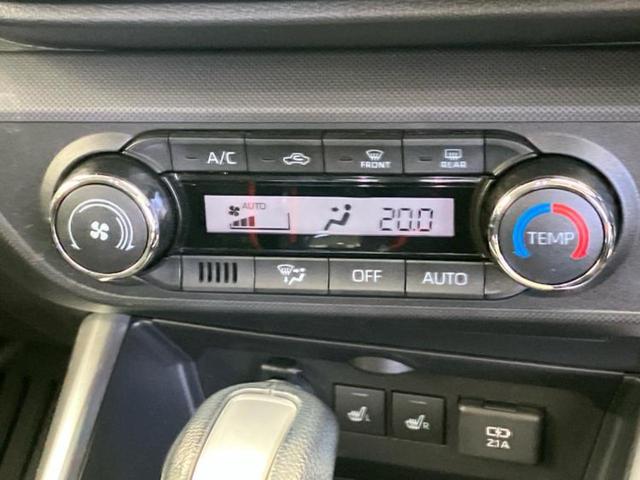 A/C
FRONT
REAR
AUTO
20.0
TEMP
OFF
AUTO
L
R
2.1A